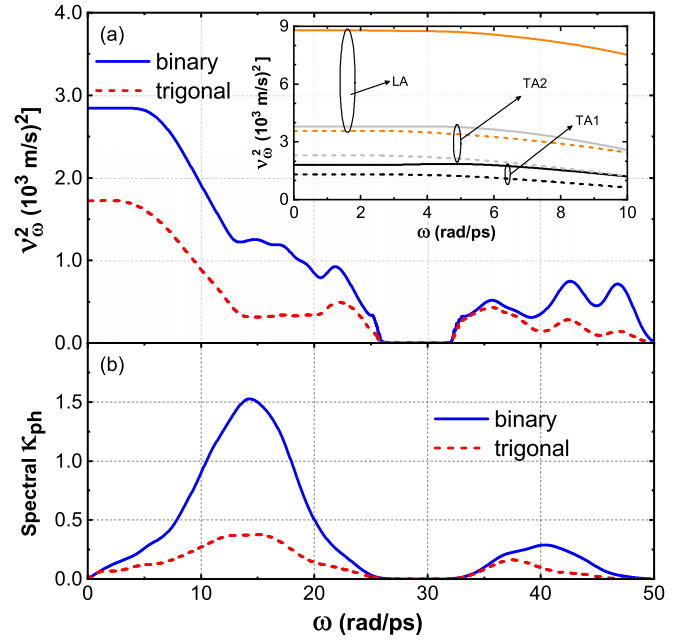 (a)
binary
trigonal
4.0
3.0
2.0
1.0
0.0
ν²ω (10³ m/s)²]
9
6
3
0
ν²ω [10³ m/s)²]
LA
TA2
TA1
0 2 4 6 8 10
ω (rad/ps)
(b)
binary
trigonal
1.5
1.0
0.5
0.0
Spectral κph
0 10 20 30 40 50
ω (rad/ps)